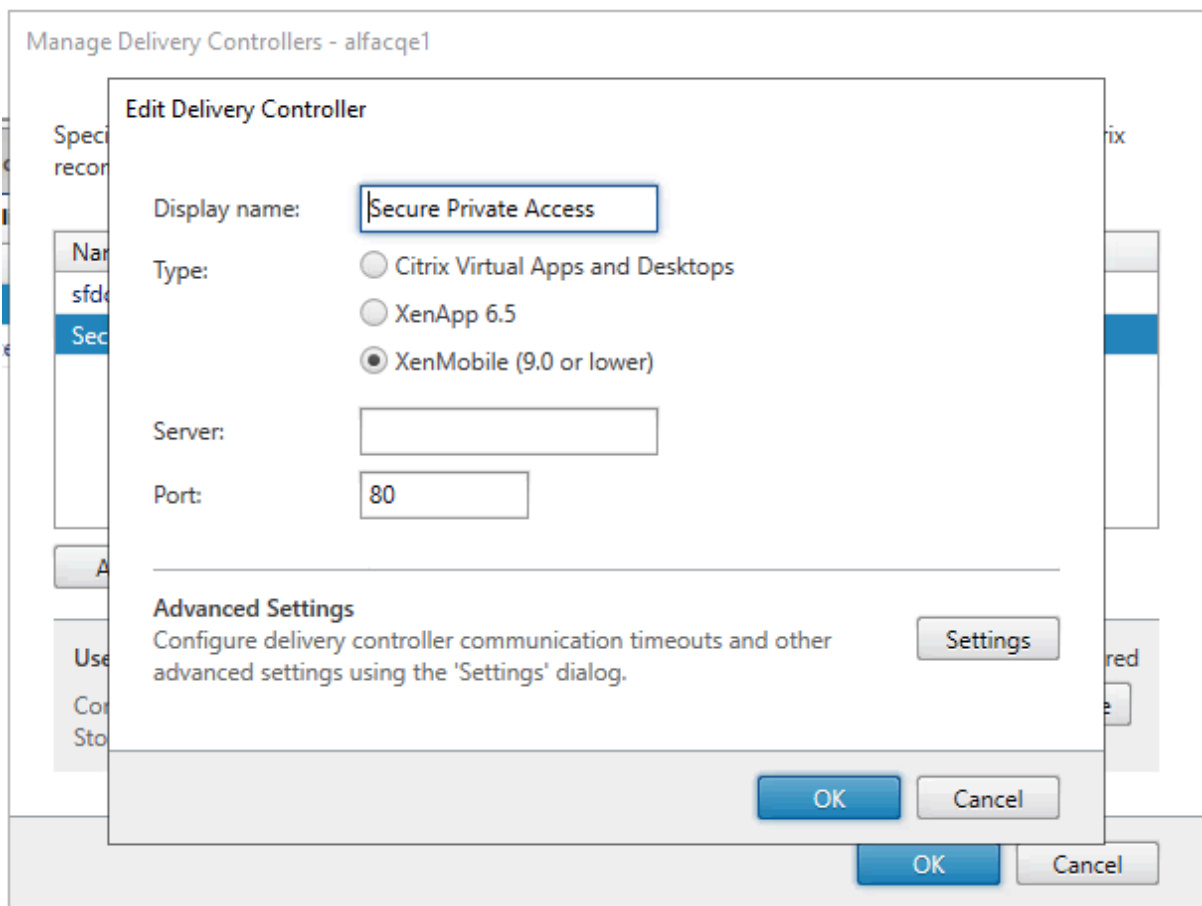 Manage Delivery Controllers - alfacqe1
Edit Delivery Controller
Display name:
Secure Private Access
Type:
Citrix Virtual Apps and Desktops
XenApp 6.5
XenMobile (9.0 or lower)
Server:
Port:
80
Advanced Settings
Configure delivery controller communication timeouts and other
advanced settings using the 'Settings' dialog.
Settings
OK
Cancel
OK
Cancel